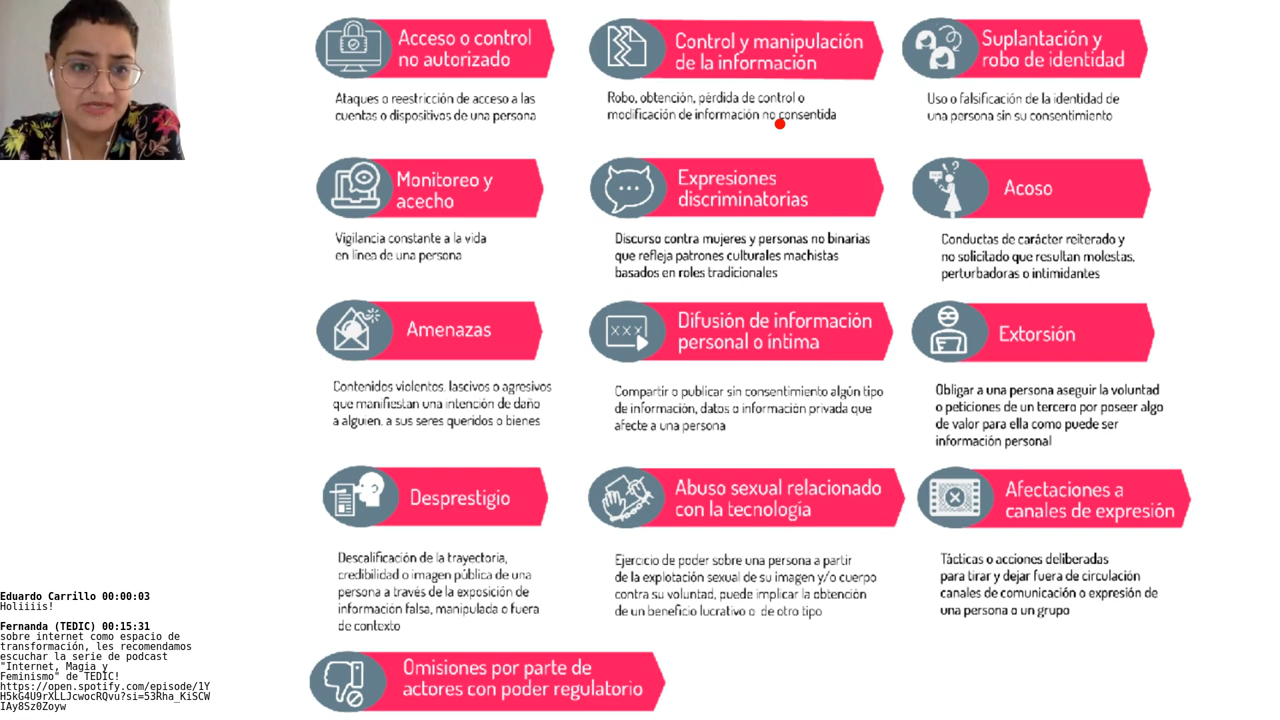 Acceso o control
no autorizado
Ataques o reestricción de acceso a las
cuentas o dispositivos de una persona
Control y manipulación
de la información
Robo, obtención, pérdida de control o
modificación de información no consentida
Suplantación y
robo de identidad
Uso o falsificación de la identidad de
una persona sin su consentimiento
Monitoreo y
acecho
Vigilancia constante a la vida
en línea de una persona
Expresiones
discriminatorias
Discurso contra mujeres y personas no binarias
que refleja patrones culturales machistas
basados en roles tradicionales
Acoso
Conductas de carácter reiterado y
no solicitado que resultan molestas,
perturbadoras o intimidantes
Amenazas
Contenidos violentos, lascivos o agresivos
que manifiestan una intención de daño
a alguien, a sus seres queridos o bienes
XXX
Difusión de información
personal o íntima
Compartir o publicar sin consentimiento algún tipo
de información, datos o información privada que
afecte a una persona
Extorsión
Obligar a una persona aseguir la voluntad
o peticiones de un tercero por poseer algo
de valor para ella como puede ser
información personal
Desprestigio
Descalificación de la trayectoria,
credibilidad o imagen pública de una
persona a través de la exposición de
información falsa, manipulada o fuera
de contexto
Abuso sexual relacionado
con la tecnología
Ejercicio de poder sobre una persona a partir
de la explotación sexual de su imagen y/o cuerpo
contra su voluntad, puede implicar la obtención
de un beneficio lucrativo o de otro tipo
Afectaciones a
canales de expresión
Tácticas o acciones deliberadas
para tirar y dejar fuera de circulación
canales de comunicación o expresión de
una persona o un grupo
Omisiones por parte de
actores con poder regulatorio
Eduardo Carrillo 00:00:03
Holiiiis!
Fernanda (TEDIC) 00:15:31
sobre internet como espacio de
transformación, les recomendamos
escuchar la serie de podcast
"Internet, Magia y
Feminismo" de TEDIC!
https://open.spotify.com/episode/1Y
H5kG4U9rXLLJcwocRQvu?si=53Rha_KiSCW
IAy8Sz0Zoyw